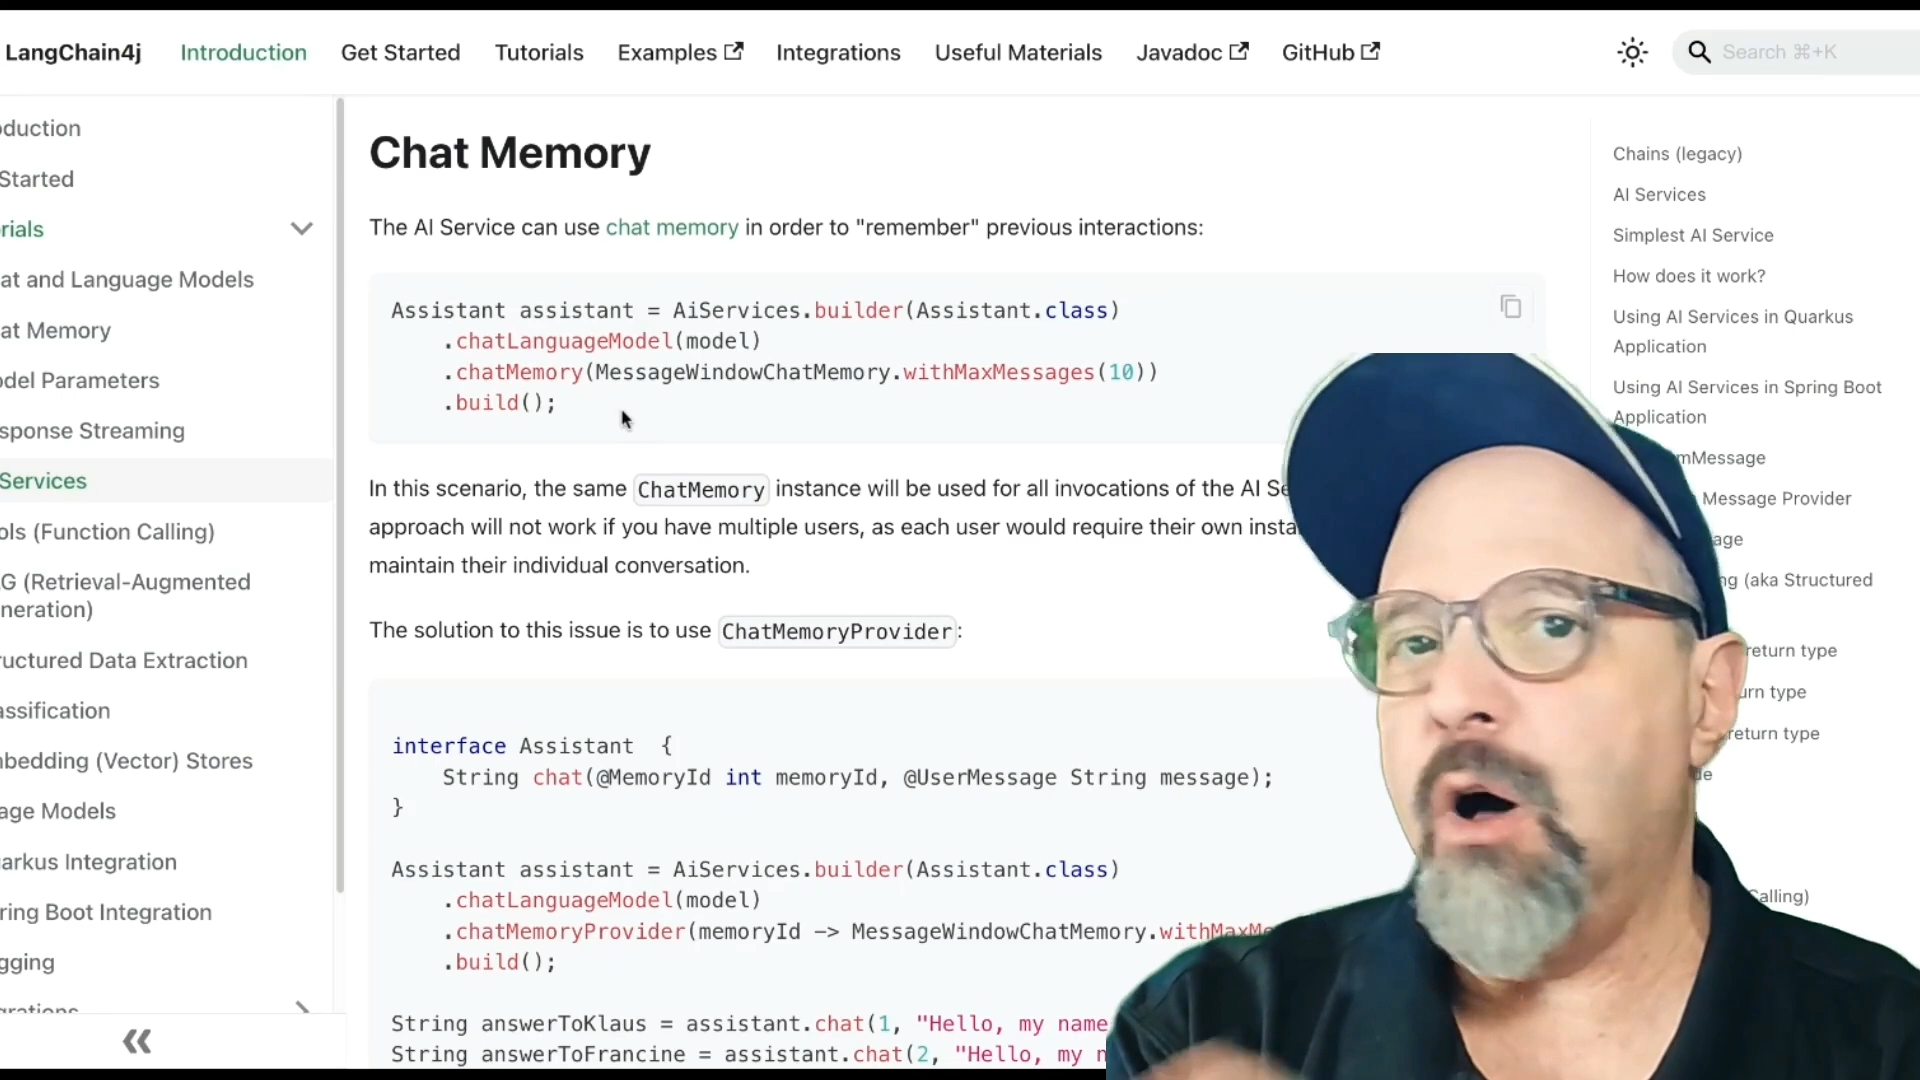 LangChain4j Introduction Get Started Tutorials Examples Integrations Useful Materials Javadoc GitHub Search ⌘+K
oduction
Started
rials
at and Language Models
at Memory
odel Parameters
sponse Streaming
Services
ols (Function Calling)
G (Retrieval-Augmented
neration)
ructured Data Extraction
assification
nbedding (Vector) Stores
age Models
arkus Integration
ring Boot Integration
gging
grations
Chat Memory
The AI Service can use chat memory in order to "remember" previous interactions:
Assistant assistant = AiServices.builder(Assistant.class)
.chatLanguageModel(model)
.chatMemory(MessageWindowChatMemory.withMaxMessages(10))
.build();
In this scenario, the same ChatMemory instance will be used for all invocations of the AI Se
approach will not work if you have multiple users, as each user would require their own insta
maintain their individual conversation.
The solution to this issue is to use ChatMemoryProvider:
interface Assistant {
String chat(@MemoryId int memoryId, @UserMessage String message);
}
Assistant assistant = AiServices.builder(Assistant.class)
.chatLanguageModel(model)
.chatMemoryProvider(memoryId -> MessageWindowChatMemory.withMaxMe
.build();
String answerToKlaus = assistant.chat(1, "Hello, my name
String answerToFrancine = assistant.chat(2, "Hello, my n
Chains (legacy)
AI Services
Simplest AI Service
How does it work?
Using AI Services in Quarkus
Application
Using AI Services in Spring Boot
Application
mMessage
Message Provider
age
ng (aka Structured
return type
urn type
return type
de
Calling)